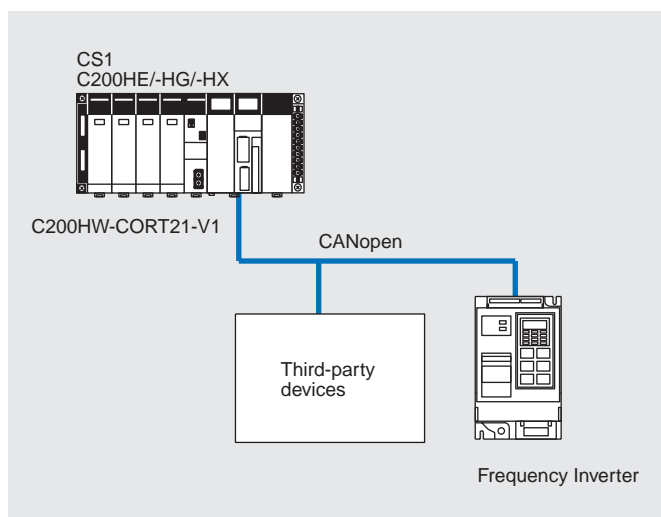 CS1
C200HE/-HG/-HX
C200HW-CORT21-V1
CANopen
Third-party
devices
Frequency Inverter